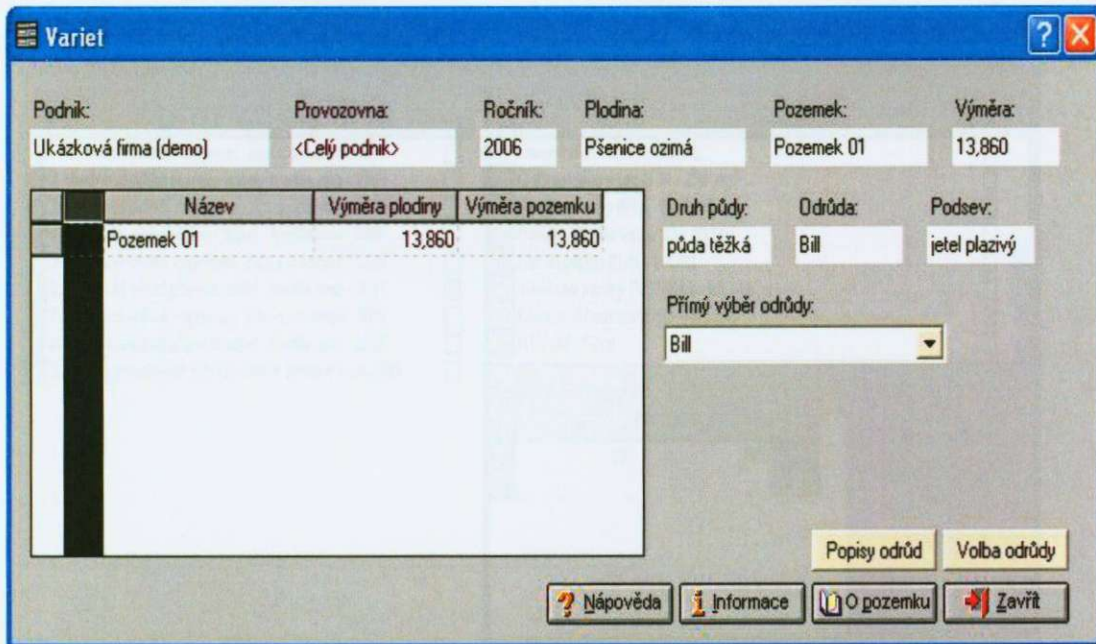 Variet
Podnik: Provozovna: Ročník: Plodina: Pozemek: Výměra:
Ukázková firma (demo) <Celý podnik> 2006 Pšenice ozimá Pozemek 01 13,860
Název Výměra plodiny Výměra pozemku
Pozemek 01 13,860 13,860
Druh půdy: Odrůda: Podsev:
půda těžká Bill jetel plazivý
Přímý výběr odrůdy:
Bill
Popisy odrůd Volba odrůdy
Nápověda Informace O pozemku Zavřít